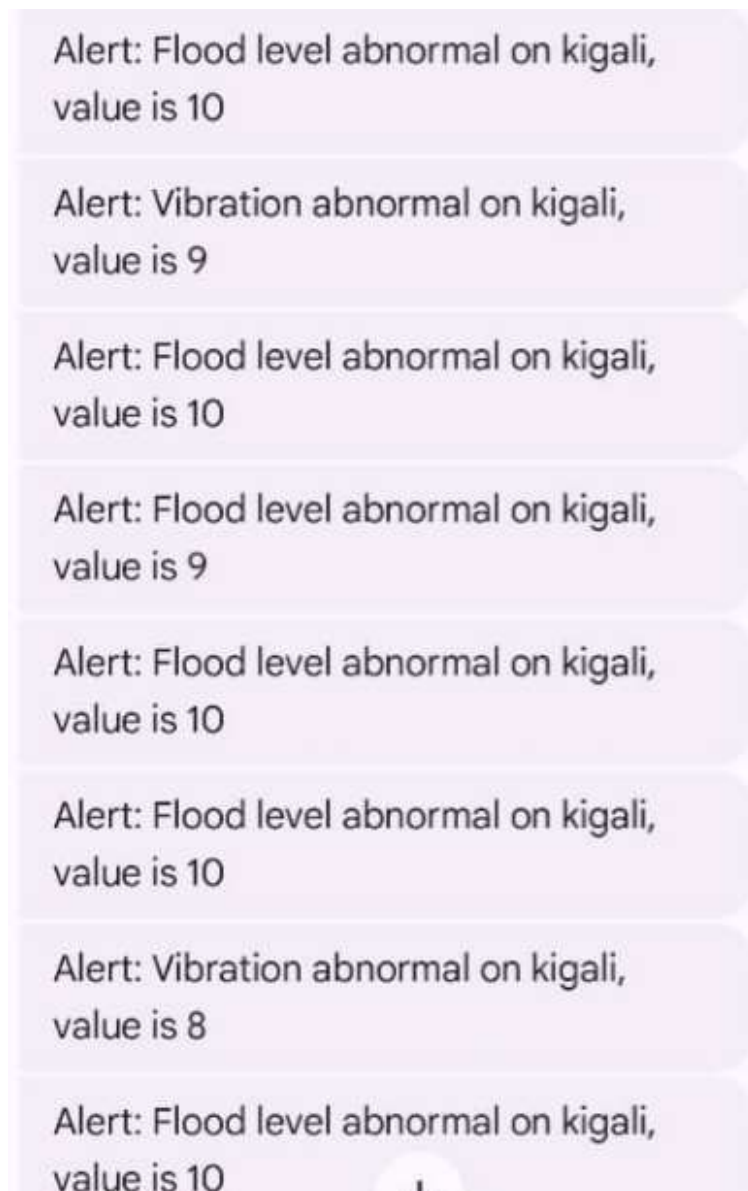 Alert: Flood level abnormal on kigali,
value is 10
Alert: Vibration abnormal on kigali,
value is 9
Alert: Flood level abnormal on kigali,
value is 10
Alert: Flood level abnormal on kigali,
value is 9
Alert: Flood level abnormal on kigali,
value is 10
Alert: Flood level abnormal on kigali,
value is 10
Alert: Vibration abnormal on kigali,
value is 8
Alert: Flood level abnormal on kigali,
value is 10